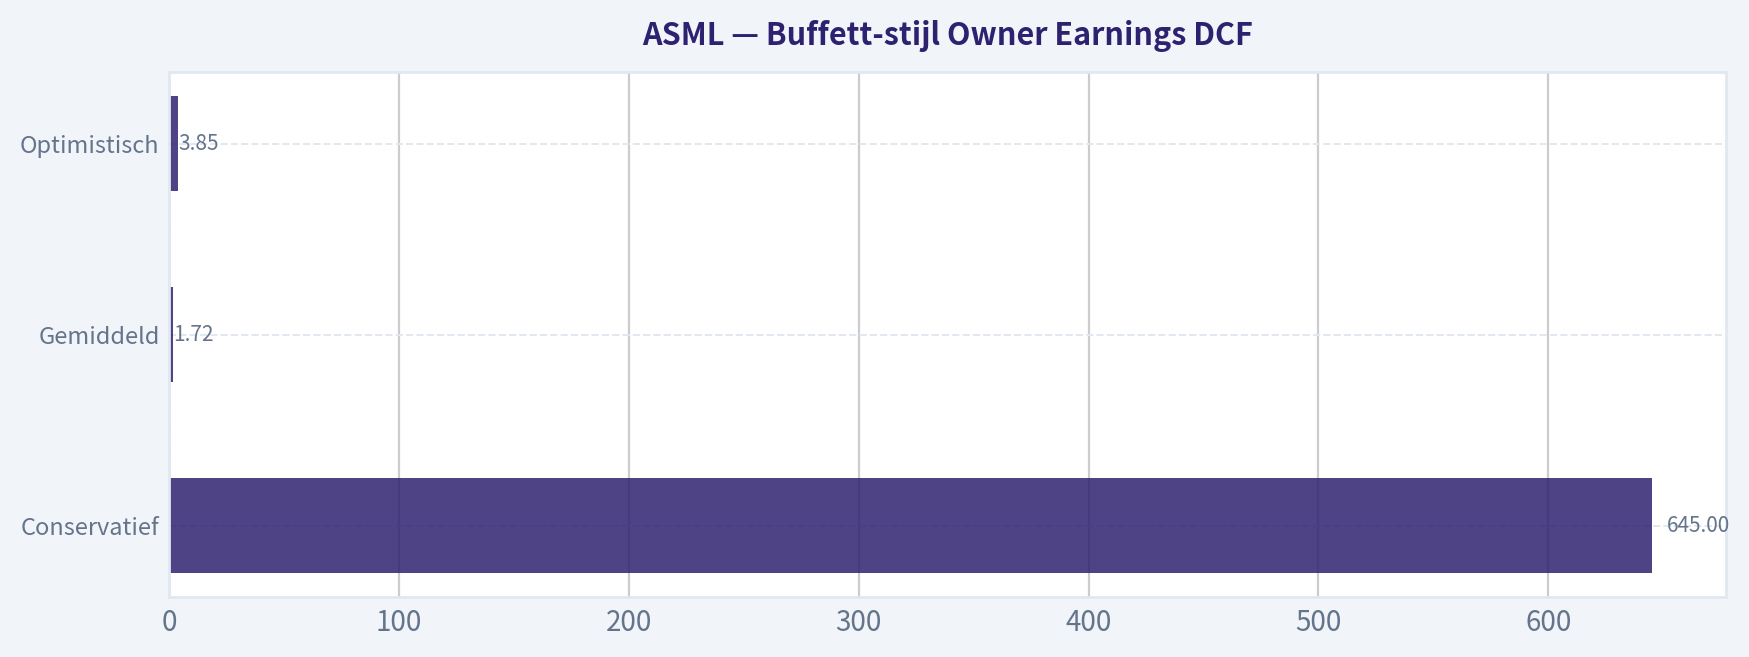 ASML — Buffett-stijl Owner Earnings DCF
Optimistisch
3.85
Gemiddeld
1.72
Conservatief
645.00
0 100 200 300 400 500 600